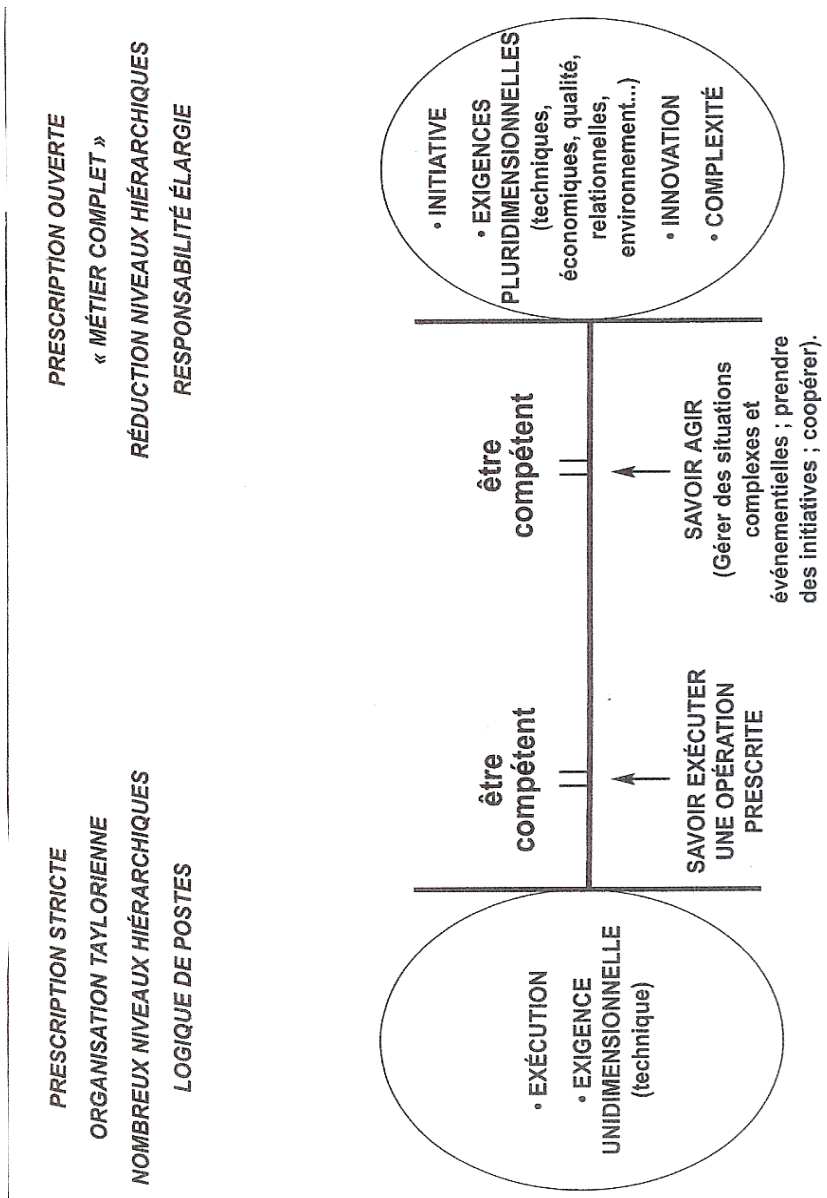 PRESCRIPTION STRICTE
ORGANISATION TAYLORIENNE
NOMBREUX NIVEAUX HIÉRARCHIQUES
LOGIQUE DE POSTES
PRESCRIPTION OUVERTE
« MÉTIER COMPLET »
RÉDUCTION NIVEAUX HIÉRARCHIQUES
RESPONSABILITÉ ÉLARGIE
• EXÉCUTION
• EXIGENCE
UNIDIMENSIONNELLE
(technique)
être
compétent
SAVOIR EXÉCUTER
UNE OPÉRATION
PRESCRITE
être
compétent
SAVOIR AGIR
(Gérer des situations
complexes et
événementielles ; prendre
des initiatives ; coopérer).
• INITIATIVE
• EXIGENCES
PLURIDIMENSIONNELLES
(techniques,
économiques, qualité,
relationnelles,
environnement...)
• INNOVATION
• COMPLEXITÉ